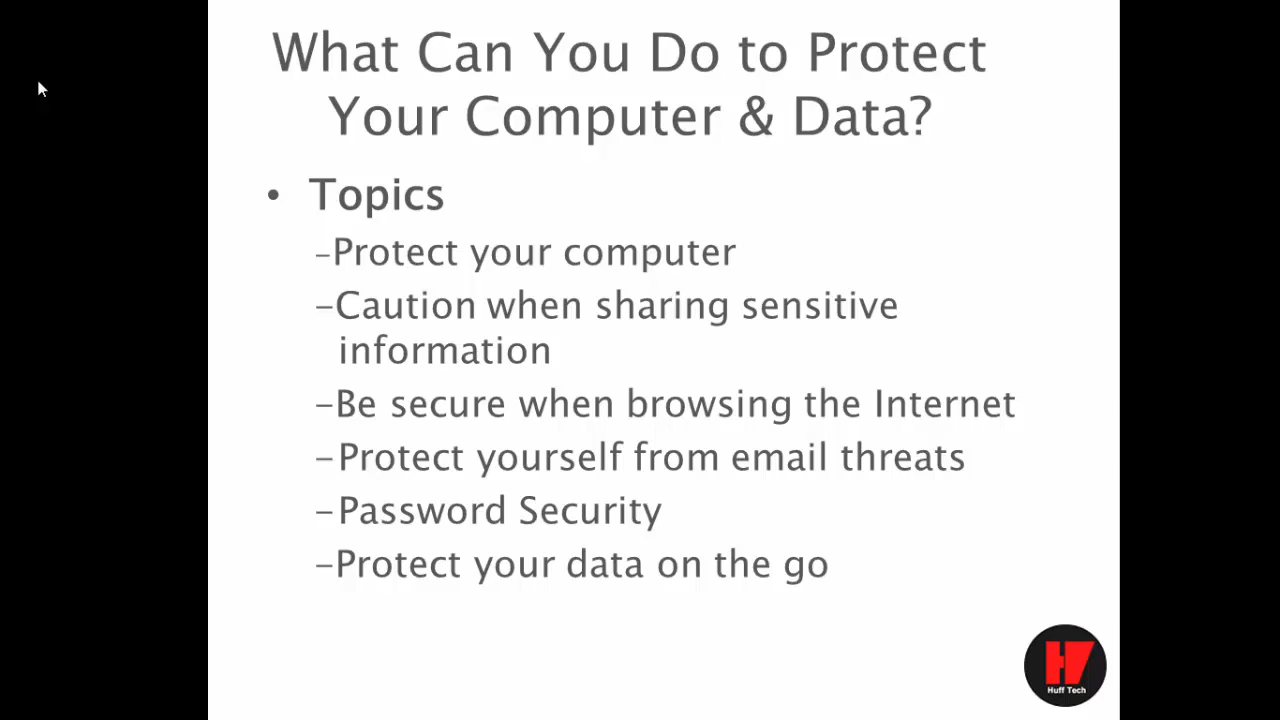 What Can You Do to Protect
Your Computer & Data?
• Topics
–Protect your computer
–Caution when sharing sensitive
information
–Be secure when browsing the Internet
–Protect yourself from email threats
–Password Security
–Protect your data on the go
H7
Huff Tech